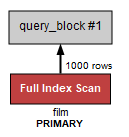 query_block #1
1000 rows
Full Index Scan
film
PRIMARY